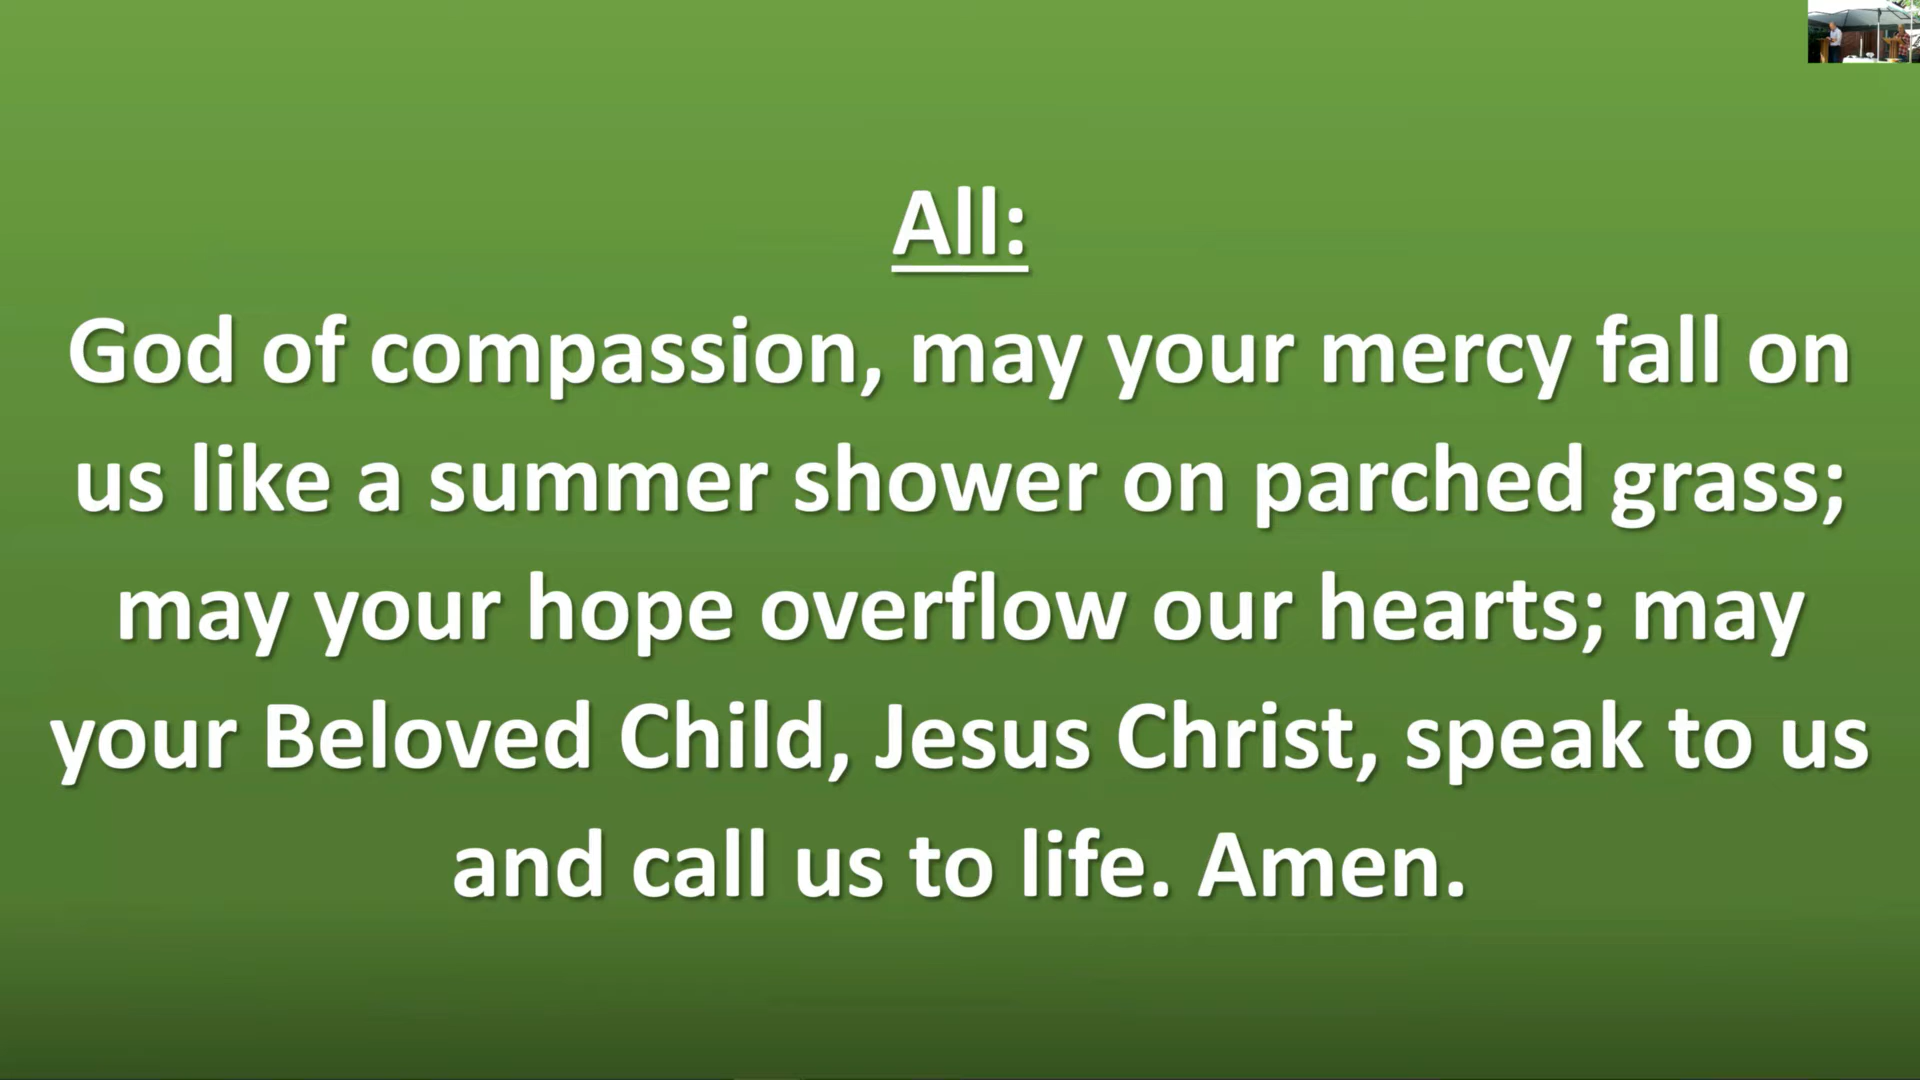 All:
God of compassion, may your mercy fall on
us like a summer shower on parched grass;
may your hope overflow our hearts; may
your Beloved Child, Jesus Christ, speak to us
and call us to life. Amen.